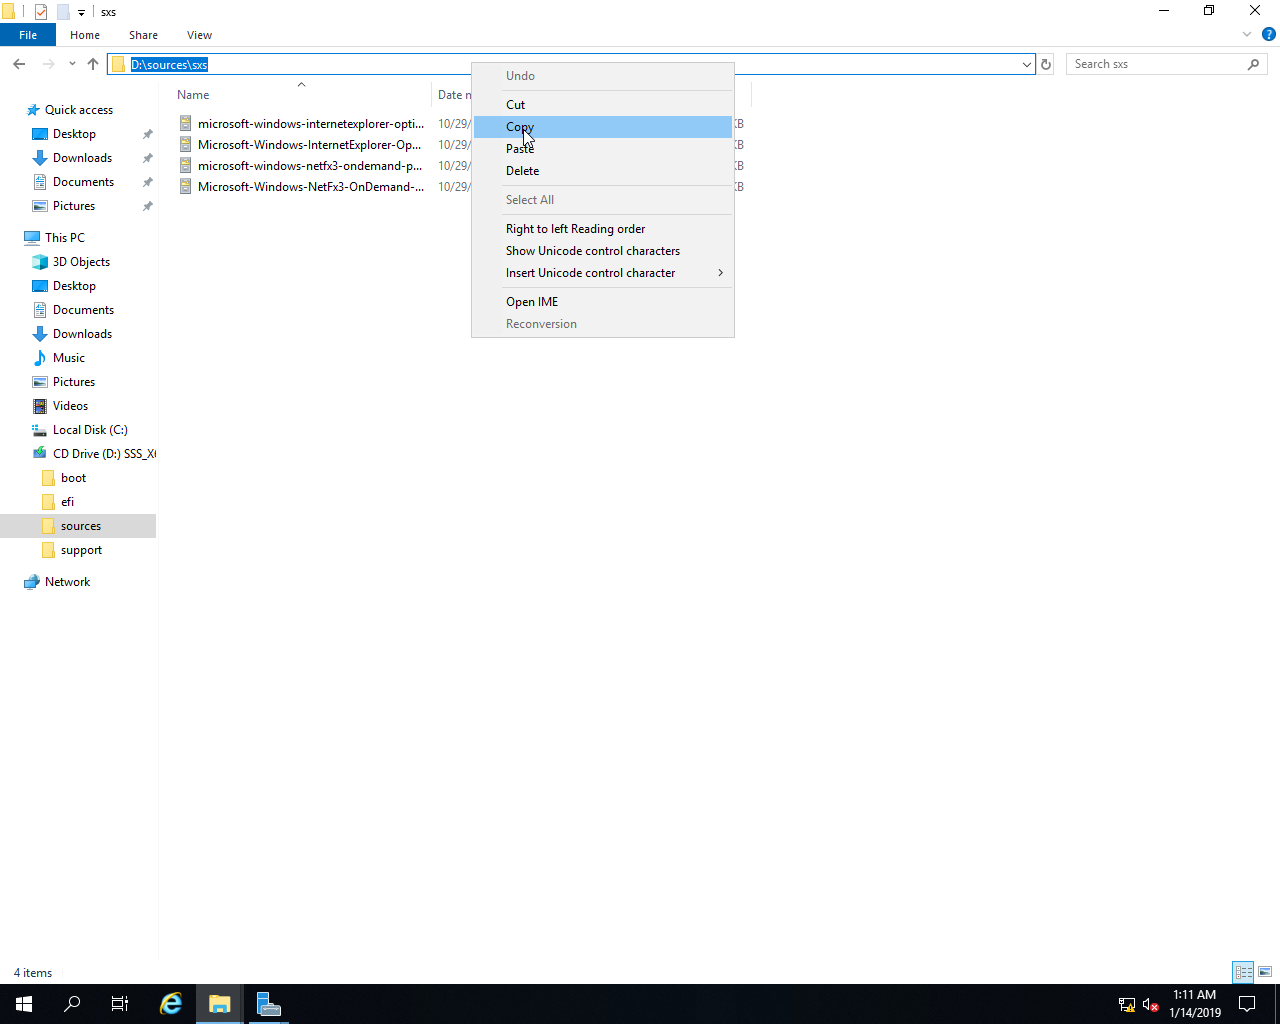 sxs
File Home Share View
D:\sources\sxs
Search sxs
Name
Date n
microsoft-windows-internetexplorer-opti... 10/29/ KB
Microsoft-Windows-InternetExplorer-Op... 10/29/
microsoft-windows-netfx3-ondemand-p... 10/29/ KB
Microsoft-Windows-NetFx3-OnDemand-... 10/29/ KB
Undo
Cut
Copy
Paste
Delete
Select All
Right to left Reading order
Show Unicode control characters
Insert Unicode control character
Open IME
Reconversion
Quick access
Desktop
Downloads
Documents
Pictures
This PC
3D Objects
Desktop
Documents
Downloads
Music
Pictures
Videos
Local Disk (C:)
CD Drive (D:) SSS_X
boot
efi
sources
support
Network
4 items
1:11 AM
1/14/2019